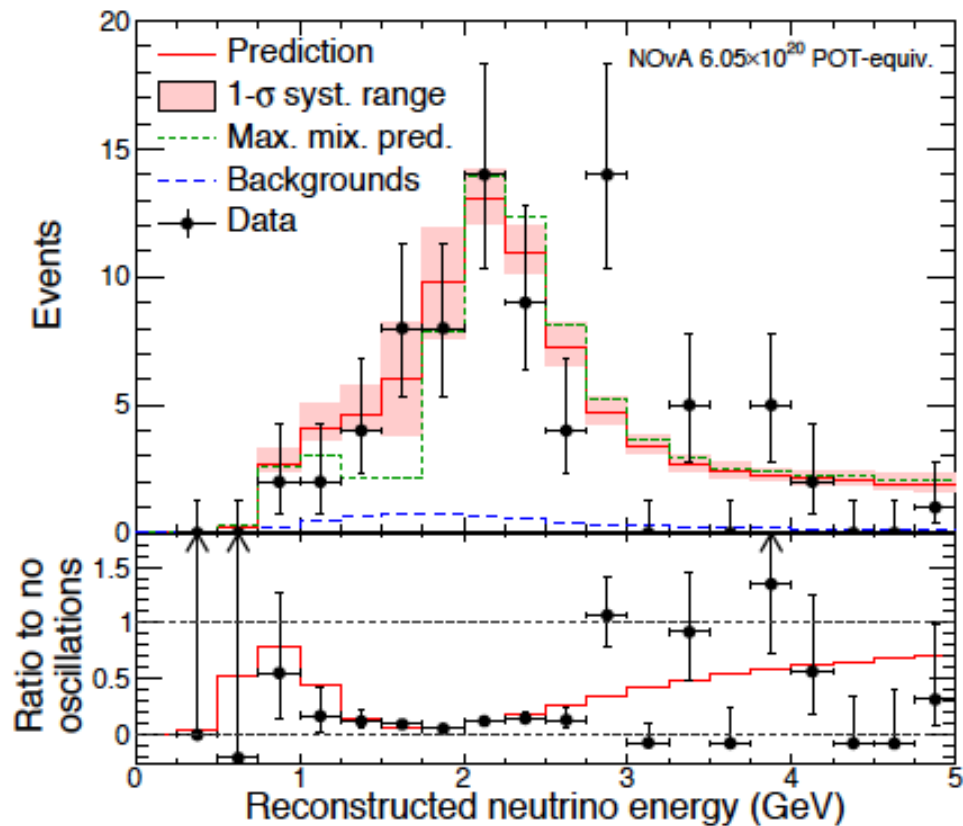 20
15
10
5
0
Events
Prediction
1-σ syst. range
Max. mix. pred.
Backgrounds
Data
NOvA 6.05×10²⁰ POT-equiv.
1.5
1
0.5
0
Ratio to no
oscillations
0 1 2 3 4 5
Reconstructed neutrino energy (GeV)